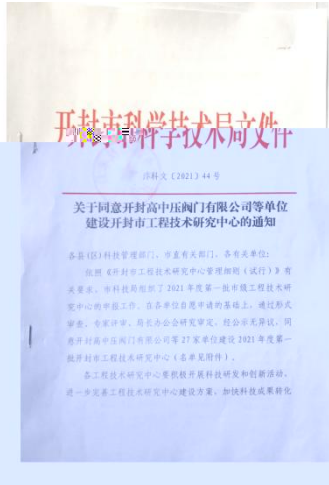 开封市科学技术局文件
汴科文〔2021〕44号
关于同意开封高中压阀门有限公司等单位
建设开封市工程技术研究中心的通知
各县(区)科技管理部门、市直有关部门、各有关单位:
依照《开封市工程技术研究中心管理细则(试行)》有
关要求,市科技局组织了2021年度第一批市级工程技术研
究中心的申报工作。在各单位自愿申请的基础上,通过形式
审查、专家评审、局长办公会研究审定,经公示无异议,同
意开封高中压阀门有限公司等27家单位建设2021年度第一
批开封市工程技术研究中心(名单见附件)。
各工程技术研究中心要积极开展科技研发和创新活动,
进一步完善工程技术研究中心建设方案,加快科技成果转化